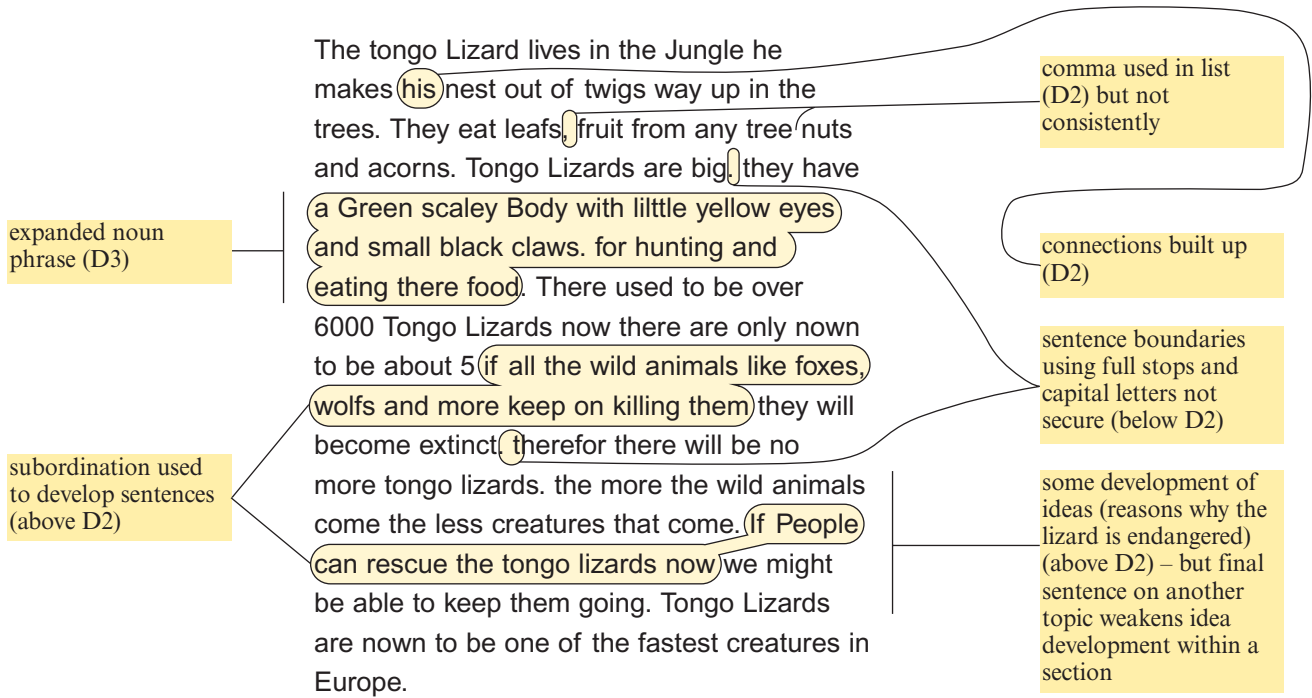 The tongo Lizard lives in the Jungle he
makes his nest out of twigs way up in the
trees. They eat leafs, fruit from any tree nuts
and acorns. Tongo Lizards are big. they have
a Green scaley Body with lilttle yellow eyes
and small black claws. for hunting and
eating there food. There used to be over
6000 Tongo Lizards now there are only nown
to be about 5 if all the wild animals like foxes,
wolfs and more keep on killing them they will
become extinct. therefor there will be no
more tongo lizards. the more the wild animals
come the less creatures that come. If People
can rescue the tongo lizards now we might
be able to keep them going. Tongo Lizards
are nown to be one of the fastest creatures in
Europe.
expanded noun
phrase (D3)
subordination used
to develop sentences
(above D2)
comma used in list
(D2) but not
consistently
connections built up
(D2)
sentence boundaries
using full stops and
capital letters not
secure (below D2)
some development of
ideas (reasons why the
lizard is endangered)
(above D2) – but final
sentence on another
topic weakens idea
development within a
section